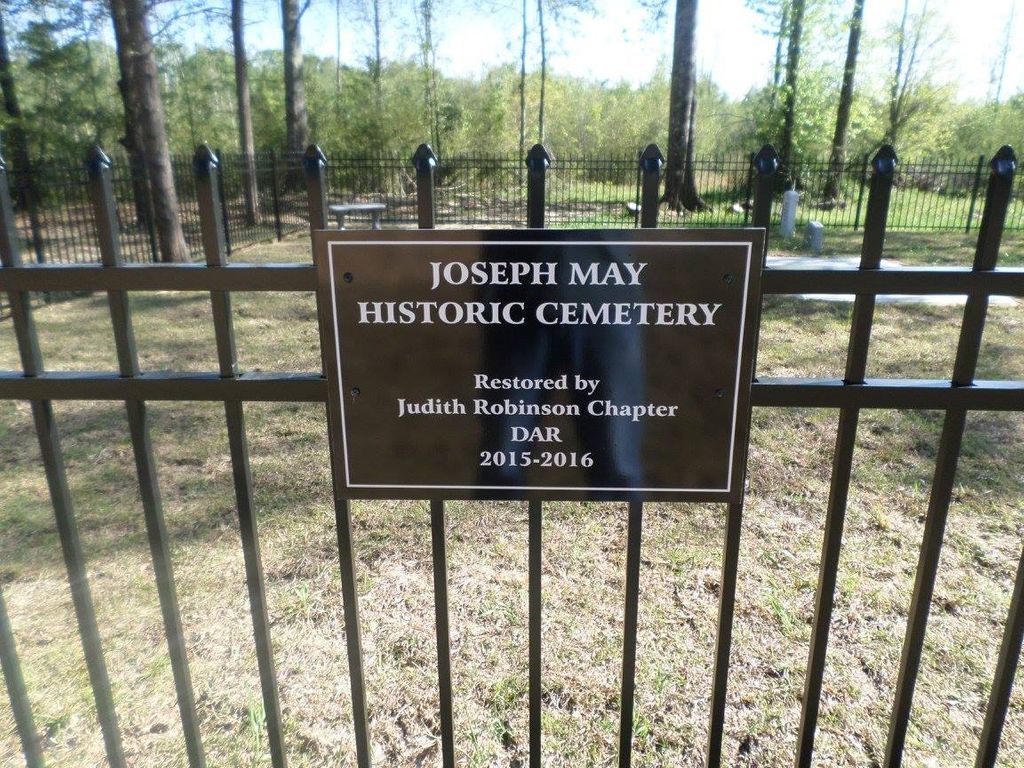 JOSEPH MAY
HISTORIC CEMETERY
Restored by
Judith Robinson Chapter
DAR
2015-2016